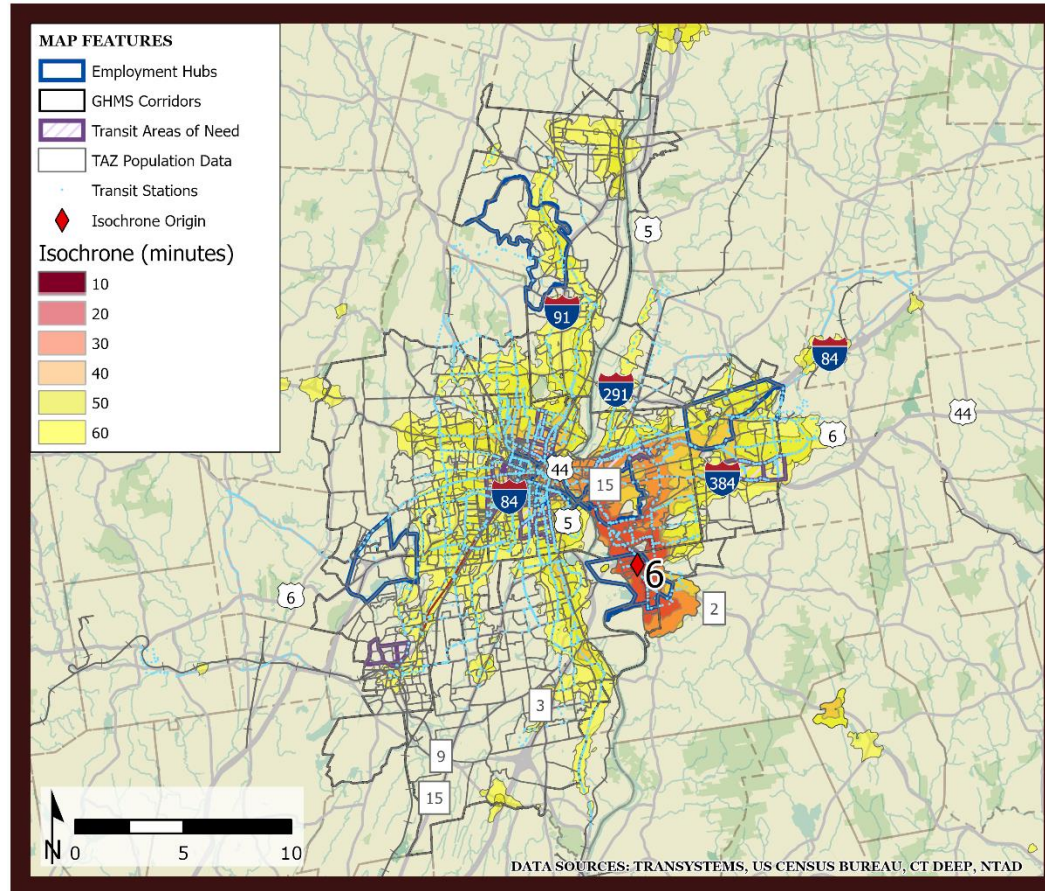 MAP FEATURES
Employment Hubs
GHMS Corridors
Transit Areas of Need
TAZ Population Data
Transit Stations
Isochrone Origin
Isochrone (minutes)
10
20
30
40
50
60
5
91
84
291
44
6
44
15
384
84
5
6
6
2
3
9
15
N
0 5 10
DATA SOURCES: TRANSYSTEMS, US CENSUS BUREAU, CT DEEP, NTAD